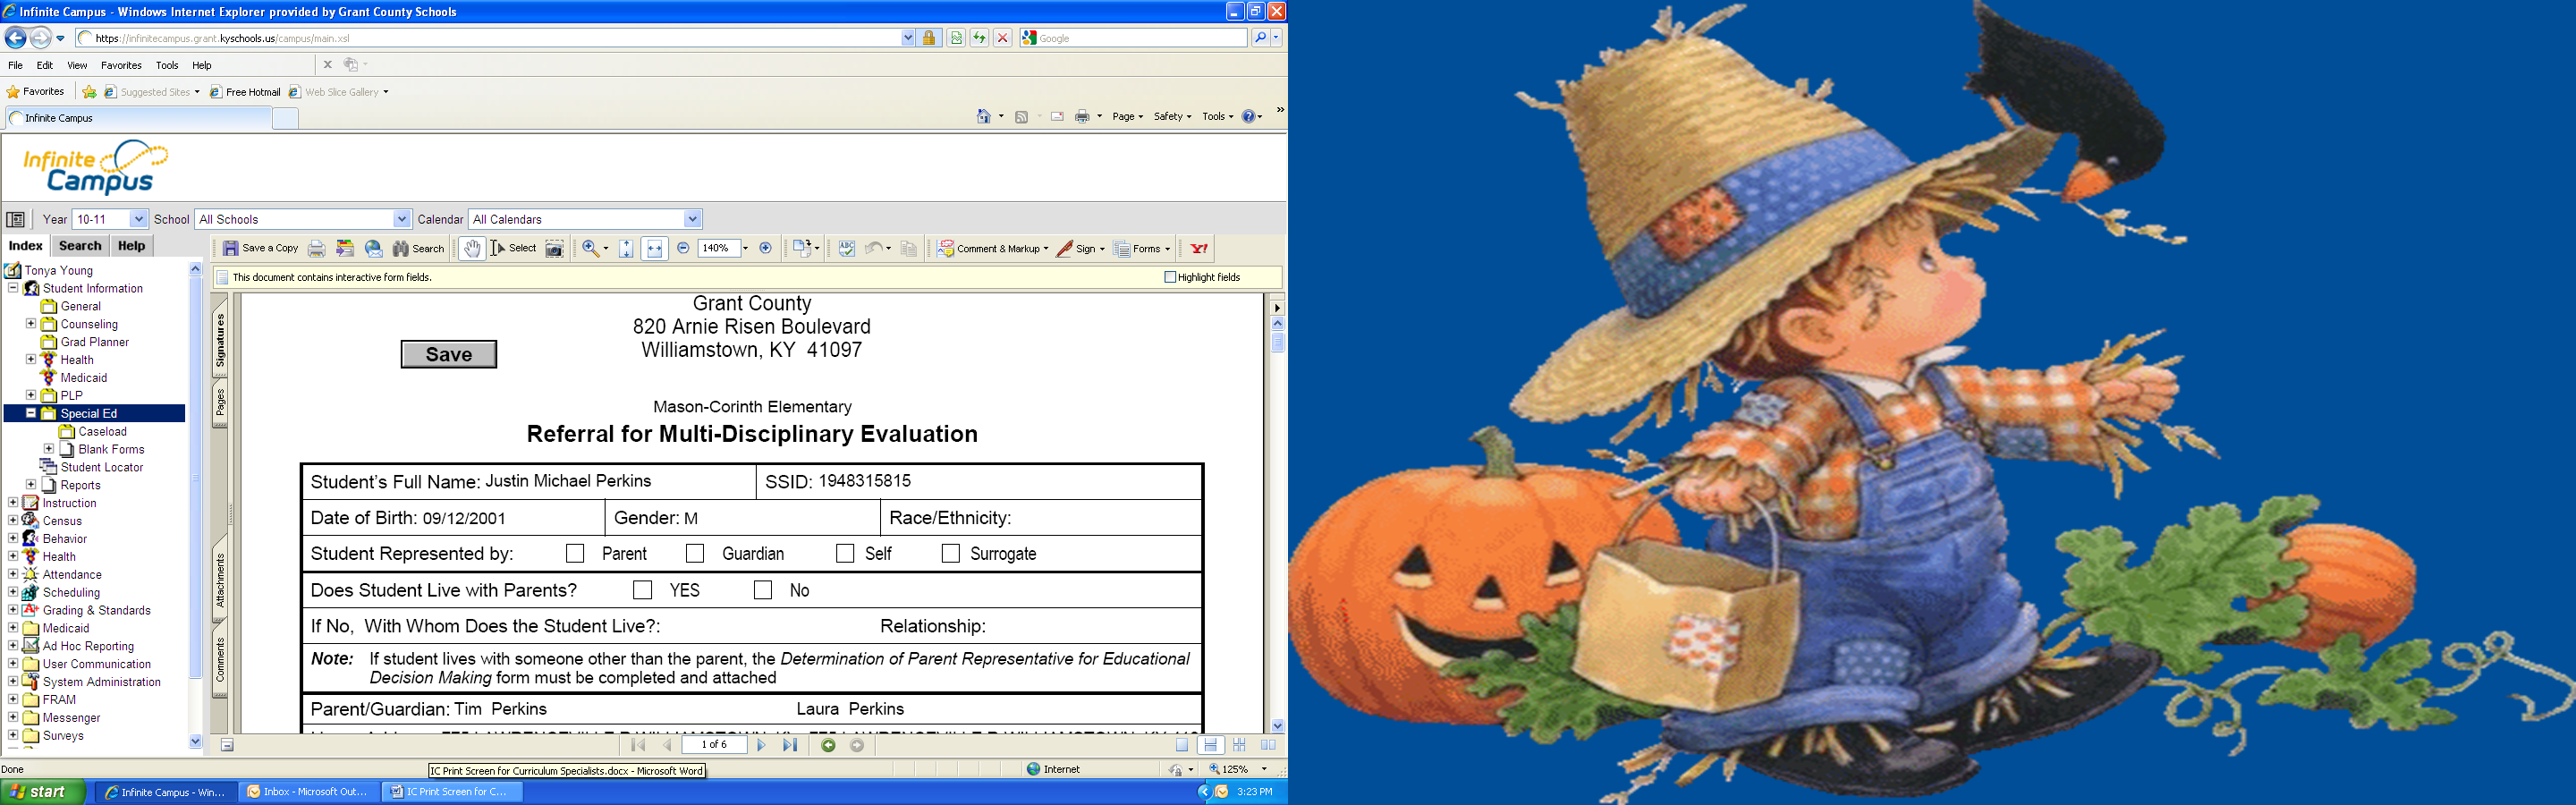 Infinite Campus - Windows Internet Explorer provided by Grant County Schools
https://infinitecampus.grant.kyschools.us/campus/main.xsl
Google
File Edit View Favorites Tools Help
Favorites Suggested Sites Free Hotmail Web Slice Gallery
Infinite Campus
Page Safety Tools
Infinite Campus
Year 10-11 School All Schools Calendar All Calendars
Index Search Help
Save a Copy Search Select 140% Comment & Markup Sign Forms Y!
This document contains interactive form fields. Highlight fields
Tonya Young
Student Information
General
Counseling
Grad Planner
Health
Medicaid
PLP
Special Ed
Caseload
Blank Forms
Student Locator
Reports
Instruction
Census
Behavior
Health
Attendance
Scheduling
Grading & Standards
Medicaid
Ad Hoc Reporting
User Communication
System Administration
FRAM
Messenger
Surveys
Signatures
Pages
Attachments
Comments
Grant County
820 Arnie Risen Boulevard
Williamstown, KY 41097
Save
Mason-Corinth Elementary
Referral for Multi-Disciplinary Evaluation
Student's Full Name: Justin Michael Perkins SSID: 1948315815
Date of Birth: 09/12/2001 Gender: M Race/Ethnicity:
Student Represented by: Parent Guardian Self Surrogate
Does Student Live with Parents? YES No
If No, With Whom Does the Student Live?: Relationship:
Note: If student lives with someone other than the parent, the Determination of Parent Representative for Educational
Decision Making form must be completed and attached
Parent/Guardian: Tim Perkins Laura Perkins
1 of 6
Done
IC Print Screen for Curriculum Specialists.docx - Microsoft Word
Internet 125%
start Infinite Campus - Win... Inbox - Microsoft Out... IC Print Screen for C... 3:23 PM